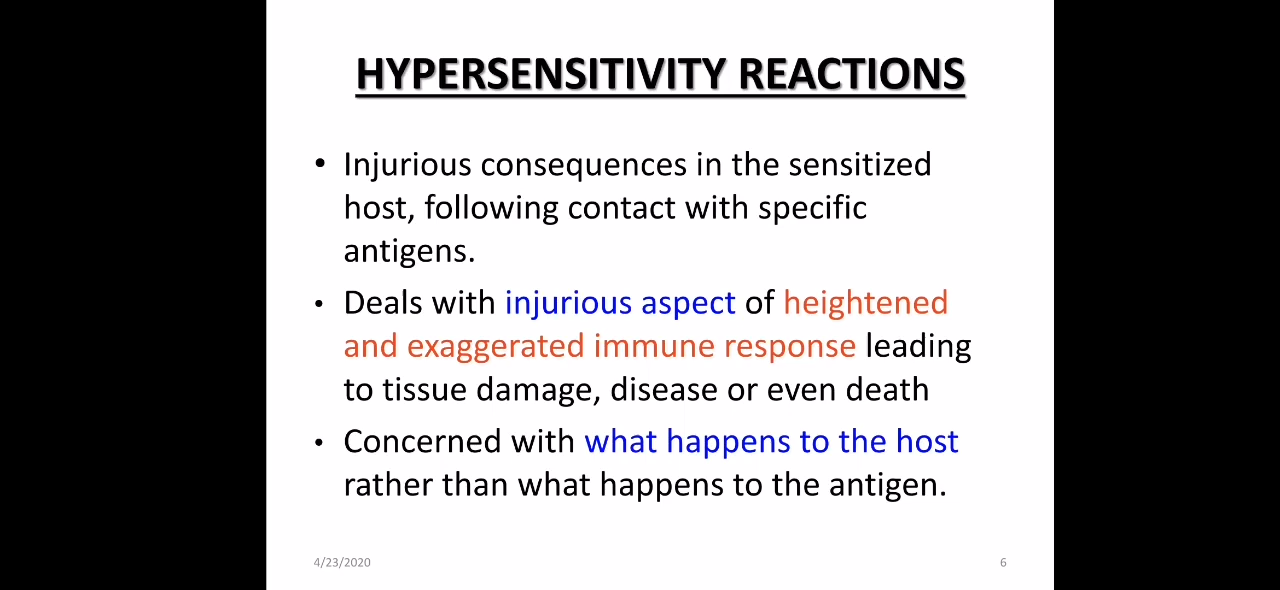 HYPERSENSITIVITY REACTIONS
• Injurious consequences in the sensitized
host, following contact with specific
antigens.
• Deals with injurious aspect of heightened
and exaggerated immune response leading
to tissue damage, disease or even death
• Concerned with what happens to the host
rather than what happens to the antigen.
4/23/2020
6